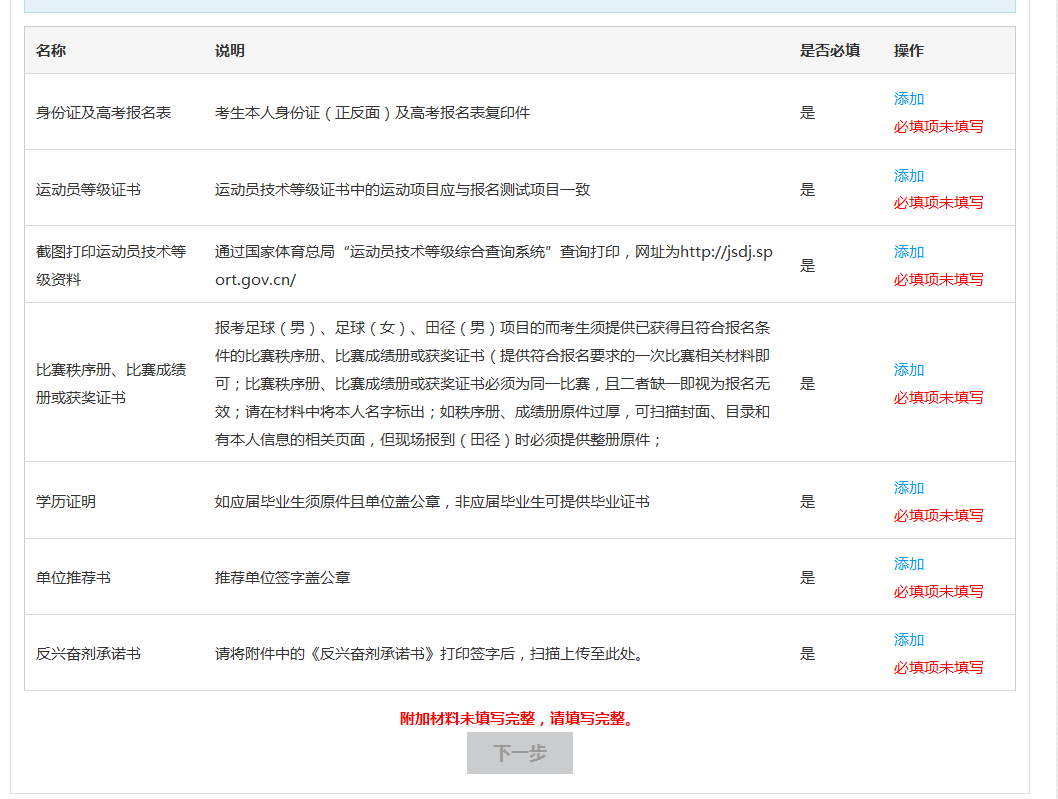 名称 说明 是否必填 操作
身份证及高考报名表 考生本人身份证（正反面）及高考报名表复印件 是 添加
必填项未填写
运动员等级证书 运动员技术等级证书中的运动项目应与报名测试项目一致 是 添加
必填项未填写
截图打印运动员技术等
级资料
通过国家体育总局“运动员技术等级综合查询系统”查询打印，网址为http://jsdj.sp
ort.gov.cn/
是
添加
必填项未填写
比赛秩序册、比赛成绩
册或获奖证书
报考足球（男）、足球（女）、田径（男）项目的而考生须提供已获得且符合报名条
件的比赛秩序册、比赛成绩册或获奖证书（提供符合报名要求的一次比赛相关材料即
可；比赛秩序册、比赛成绩册或获奖证书必须为同一比赛，且二者缺一即视为报名无
效；请在材料中将本人名字标出；如秩序册、成绩册原件过厚，可扫描封面、目录和
有本人信息的相关页面，但现场报到（田径）时必须提供整册原件；
是
添加
必填项未填写
学历证明 如应届毕业生须原件且单位盖公章，非应届毕业生可提供毕业证书 是 添加
必填项未填写
单位推荐书 推荐单位签字盖公章 是 添加
必填项未填写
反兴奋剂承诺书 请将附件中的《反兴奋剂承诺书》打印签字后，扫描上传至此处。 是 添加
必填项未填写
附加材料未填写完整，请填写完整。
下一步